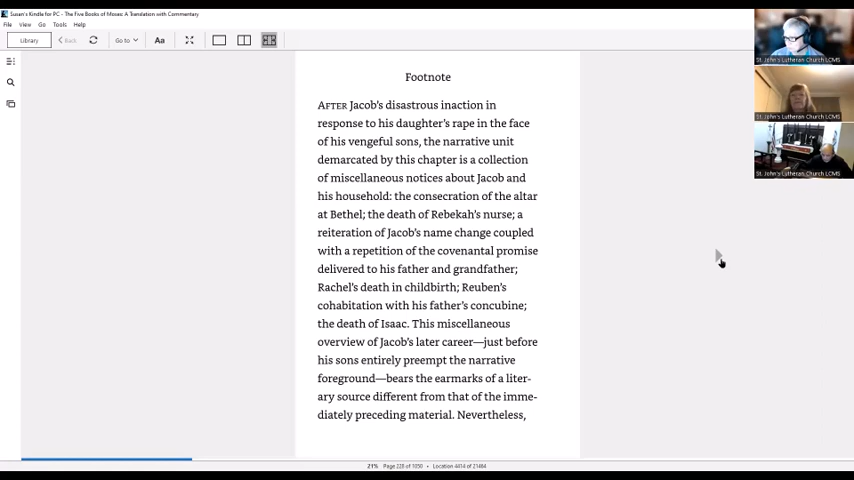 Susan's Kindle for PC - The Five Books of Moses: A Translation with Commentary
File View Go Tools Help
Library Back Go to Aa
Footnote
AFTER Jacob's disastrous inaction in
response to his daughter's rape in the face
of his vengeful sons, the narrative unit
demarcated by this chapter is a collection
of miscellaneous notices about Jacob and
his household: the consecration of the altar
at Bethel; the death of Rebekah's nurse; a
reiteration of Jacob's name change coupled
with a repetition of the covenantal promise
delivered to his father and grandfather;
Rachel's death in childbirth; Reuben's
cohabitation with his father's concubine;
the death of Isaac. This miscellaneous
overview of Jacob's later career—just before
his sons entirely preempt the narrative
foreground—bears the earmarks of a liter-
ary source different from that of the imme-
diately preceding material. Nevertheless,
21% Page 220 of 1050 • Location 4414 of 21484
St. John's Lutheran Church LCMS
St. John's Lutheran Church LCMS
St. John's Lutheran Church LCMS